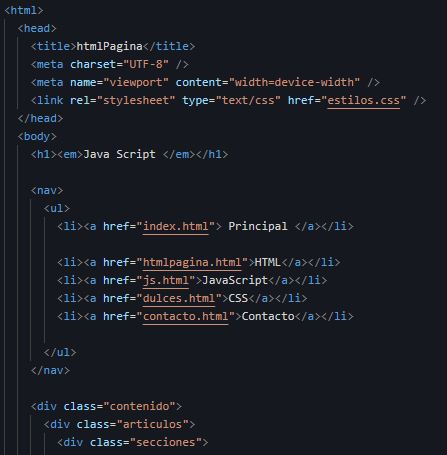 <html>
<head>
<title>htmlPagina</title>
<meta charset="UTF-8" />
<meta name="viewport" content="width=device-width" />
<link rel="stylesheet" type="text/css" href="estilos.css" />
</head>
<body>
<h1><em>Java Script </em></h1>
<nav>
<ul>
<li><a href="index.html"> Principal </a></li>
<li><a href="htmlpagina.html">HTML</a></li>
<li><a href="js.html">JavaScript</a></li>
<li><a href="dulces.html">CSS</a></li>
<li><a href="contacto.html">Contacto</a></li>
</ul>
</nav>
<div class="contenido">
<div class="articulos">
<div class="secciones">